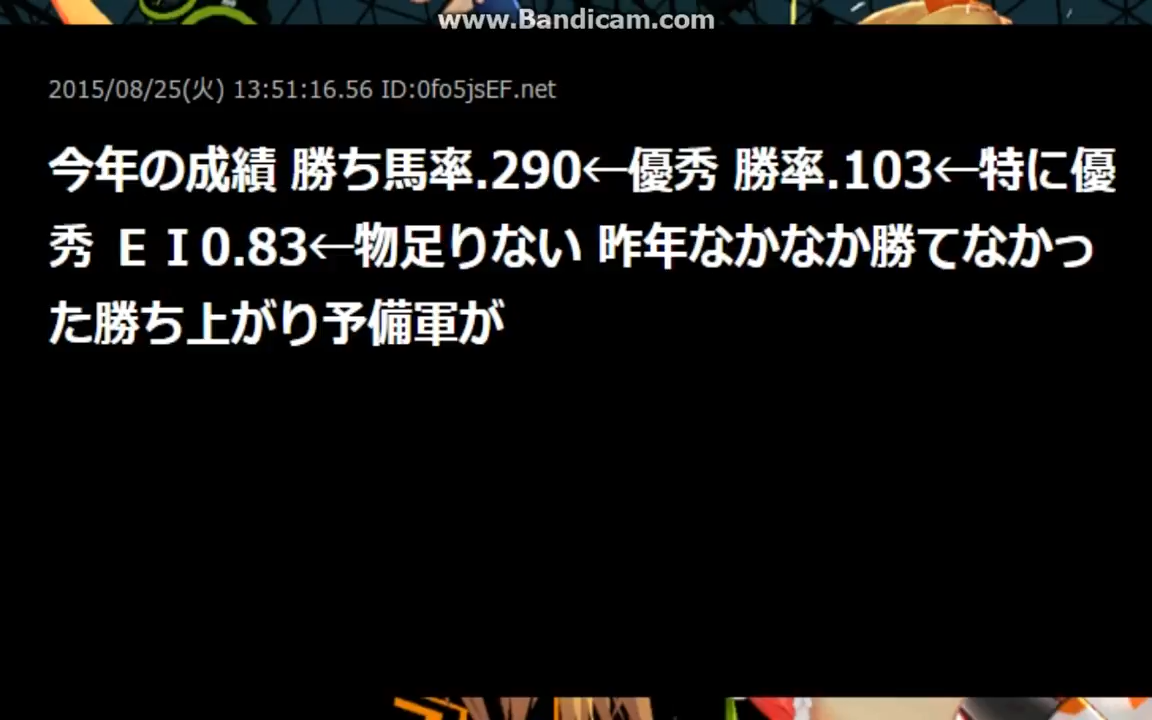 www.Bandicam.com
2015/08/25(火) 13:51:16.56 ID:0fo5jsEF.net
今年の成績 勝ち馬率.290←優秀 勝率.103←特に優
秀 ＥＩ0.83←物足りない 昨年なかなか勝てなかっ
た勝ち上がり予備軍が